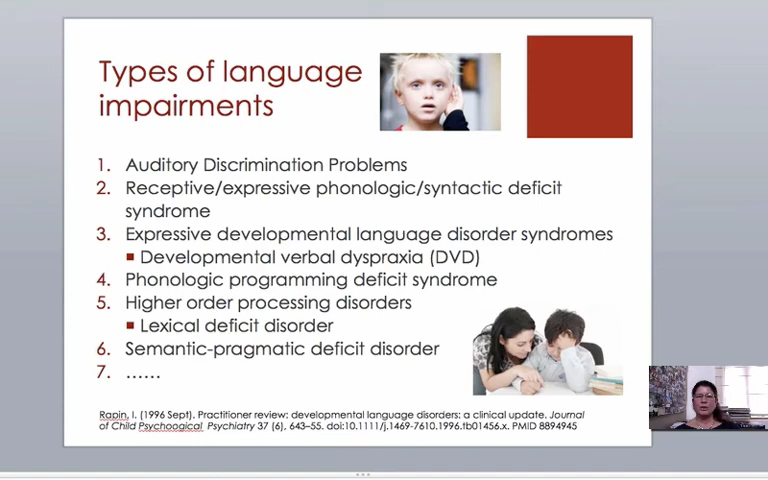 Types of language
impairments
1. Auditory Discrimination Problems
2. Receptive/expressive phonologic/syntactic deficit
syndrome
3. Expressive developmental language disorder syndromes
■ Developmental verbal dyspraxia (DVD)
4. Phonologic programming deficit syndrome
5. Higher order processing disorders
■ Lexical deficit disorder
6. Semantic-pragmatic deficit disorder
7. ......
Rapin, I. (1996 Sept). Practitioner review: developmental language disorders: a clinical update. Journal
of Child Psychoogical Psychiatry 37 (6), 643–55. doi:10.1111/j.1469-7610.1996.tb01456.x. PMID 8894945